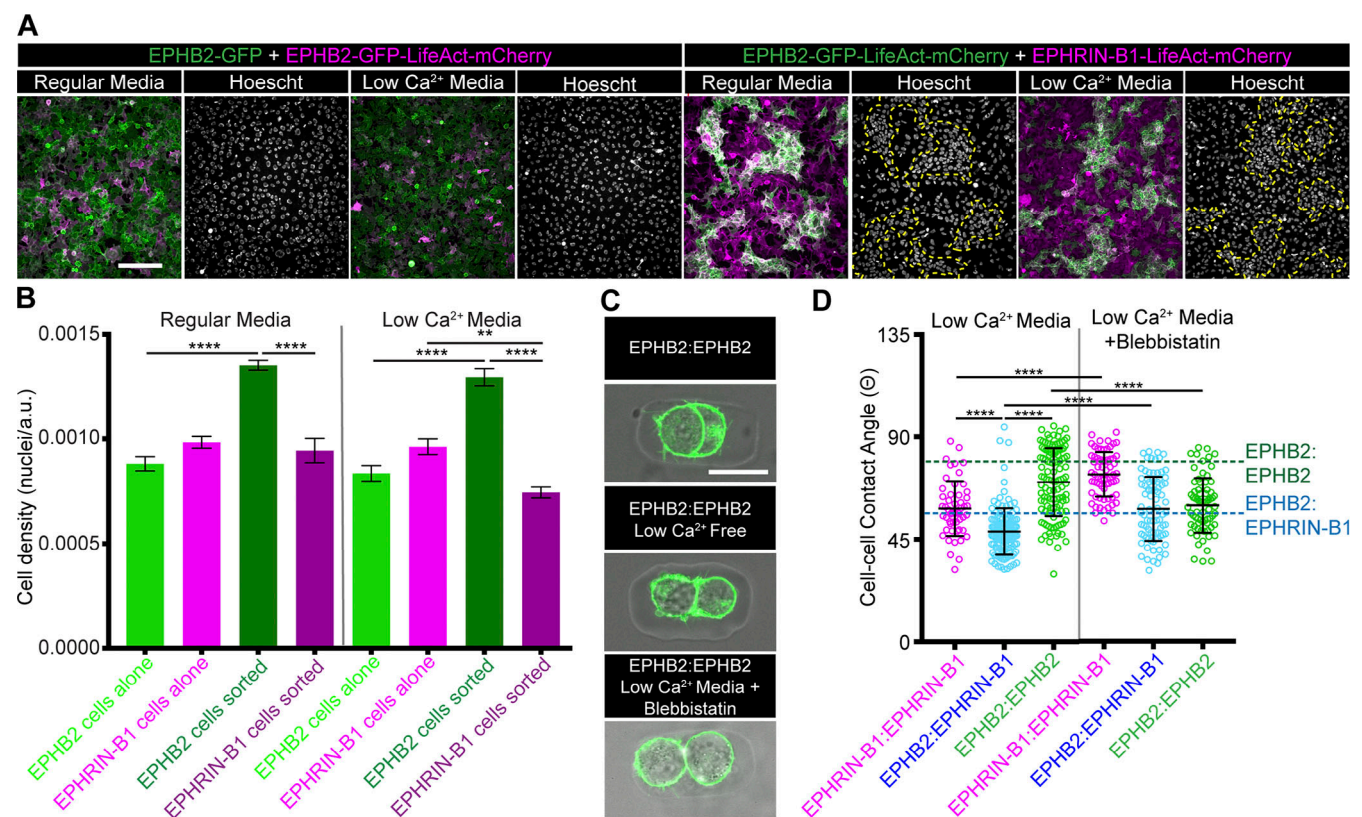 A
EPHB2-GFP + EPHB2-GFP-LifeAct-mCherry
EPHB2-GFP-LifeAct-mCherry + EPHRIN-B1-LifeAct-mCherry
Regular Media
Hoescht
Low Ca²⁺ Media
Hoescht
Regular Media
Hoescht
Low Ca²⁺ Media
Hoescht
B
Cell density (nuclei/a.u.)
0.0015
0.0010
0.0005
0.0000
Regular Media
Low Ca²⁺ Media
****
****
**
****
****
EPHB2 cells alone
EPHRIN-B1 cells alone
EPHB2 cells sorted
EPHRIN-B1 cells sorted
EPHB2 cells alone
EPHRIN-B1 cells alone
EPHB2 cells sorted
EPHRIN-B1 cells sorted
C
EPHB2:EPHB2
EPHB2:EPHB2
Low Ca²⁺ Free
EPHB2:EPHB2
Low Ca²⁺ Media +
Blebbistatin
D
Cell-cell Contact Angle (Θ)
135
90
45
0
Low Ca²⁺ Media
Low Ca²⁺ Media
+Blebbistatin
****
****
****
****
****
EPHB2:
EPHB2
EPHB2:
EPHRIN-B1
EPHRIN-B1:EPHRIN-B1
EPHB2:EPHRIN-B1
EPHB2:EPHB2
EPHRIN-B1:EPHRIN-B1
EPHB2:EPHRIN-B1
EPHB2:EPHB2